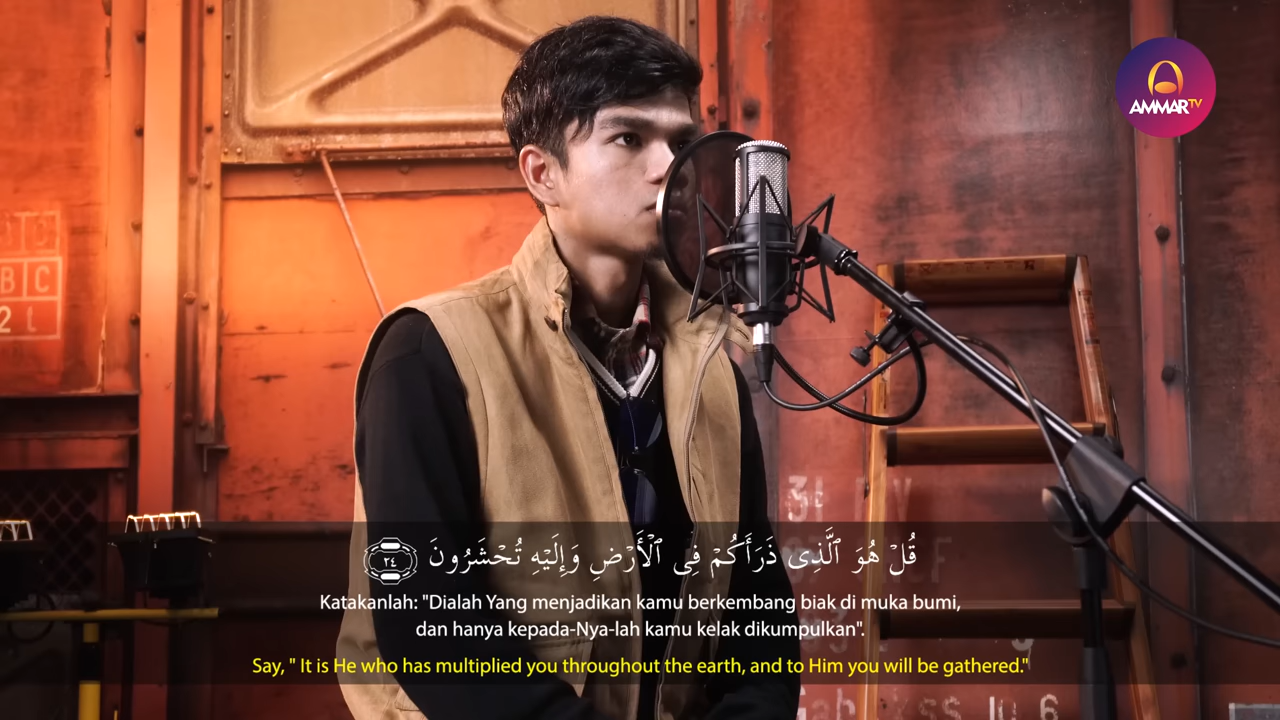 AMMARTV
B C
2 L
قُلْ هُوَ ٱلَّذِى ذَرَأَكُمْ فِى ٱلْأَرْضِ وَإِلَيْهِ تُحْشَرُونَ ٢٤
Katakanlah: "Dialah Yang menjadikan kamu berkembang biak di muka bumi,
dan hanya kepada-Nya-lah kamu kelak dikumpulkan".
Say, " It is He who has multiplied you throughout the earth, and to Him you will be gathered."